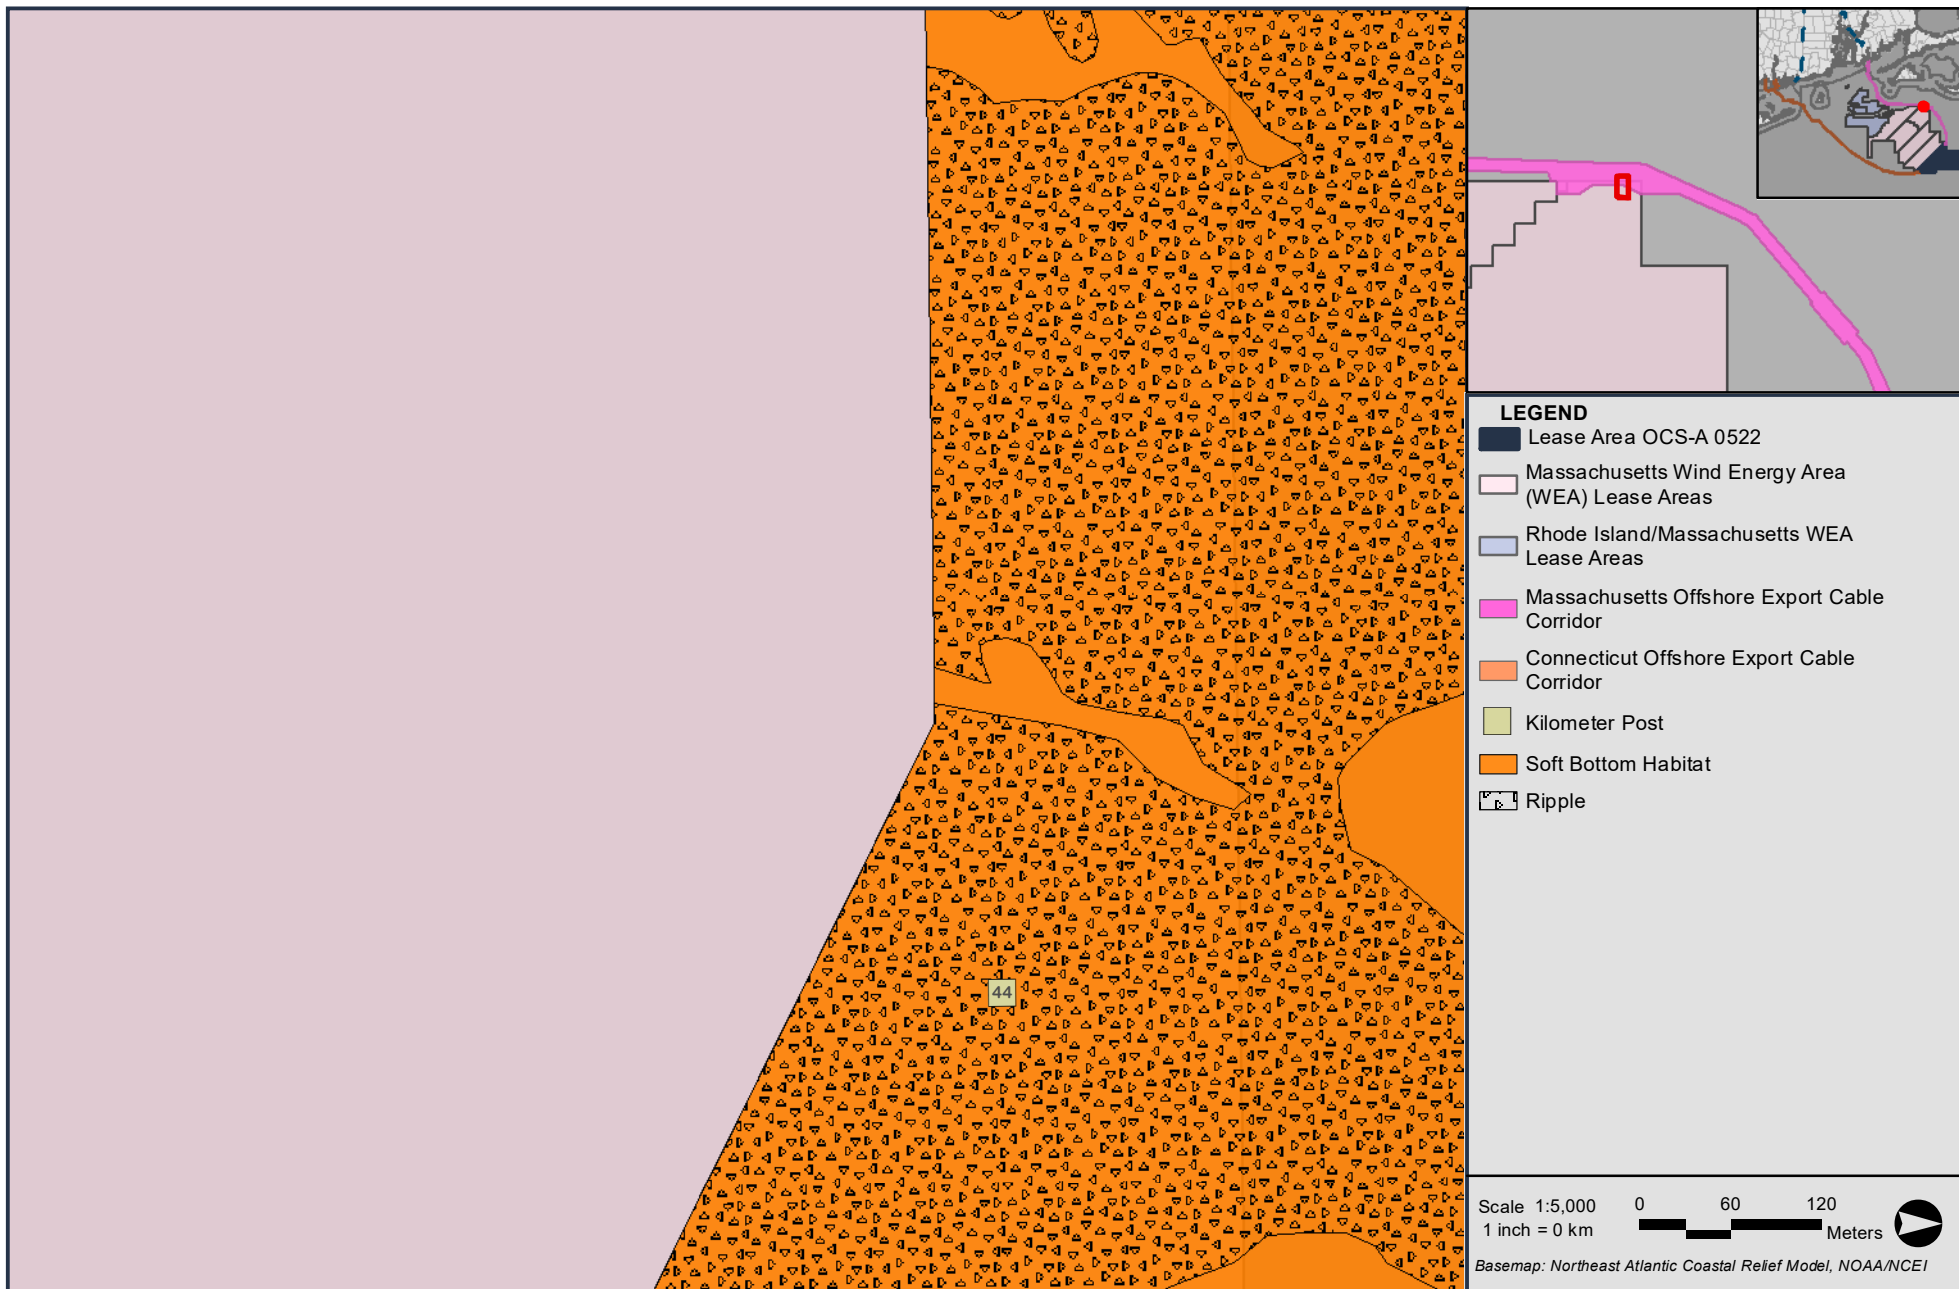 44
LEGEND
Lease Area OCS-A 0522
Massachusetts Wind Energy Area
(WEA) Lease Areas
Rhode Island/Massachusetts WEA
Lease Areas
Massachusetts Offshore Export Cable
Corridor
Connecticut Offshore Export Cable
Corridor
Kilometer Post
Soft Bottom Habitat
Ripple
Scale 1:5,000
1 inch = 0 km
0 60 120
Meters
Basemap: Northeast Atlantic Coastal Relief Model, NOAA/NCEI